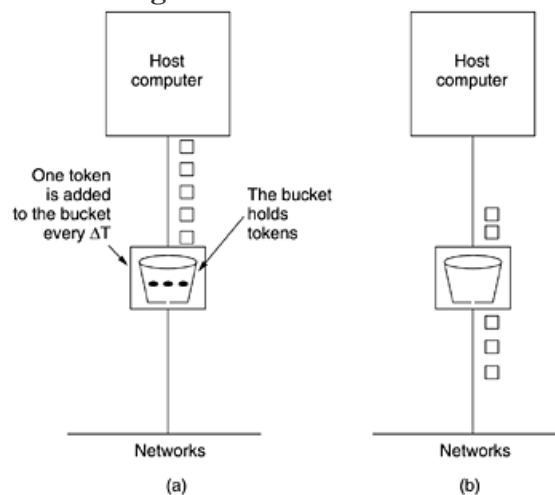 Host
computer
Host
computer
One token
is added
to the bucket
every ΔT
The bucket
holds
tokens
Networks
Networks
(a)
(b)